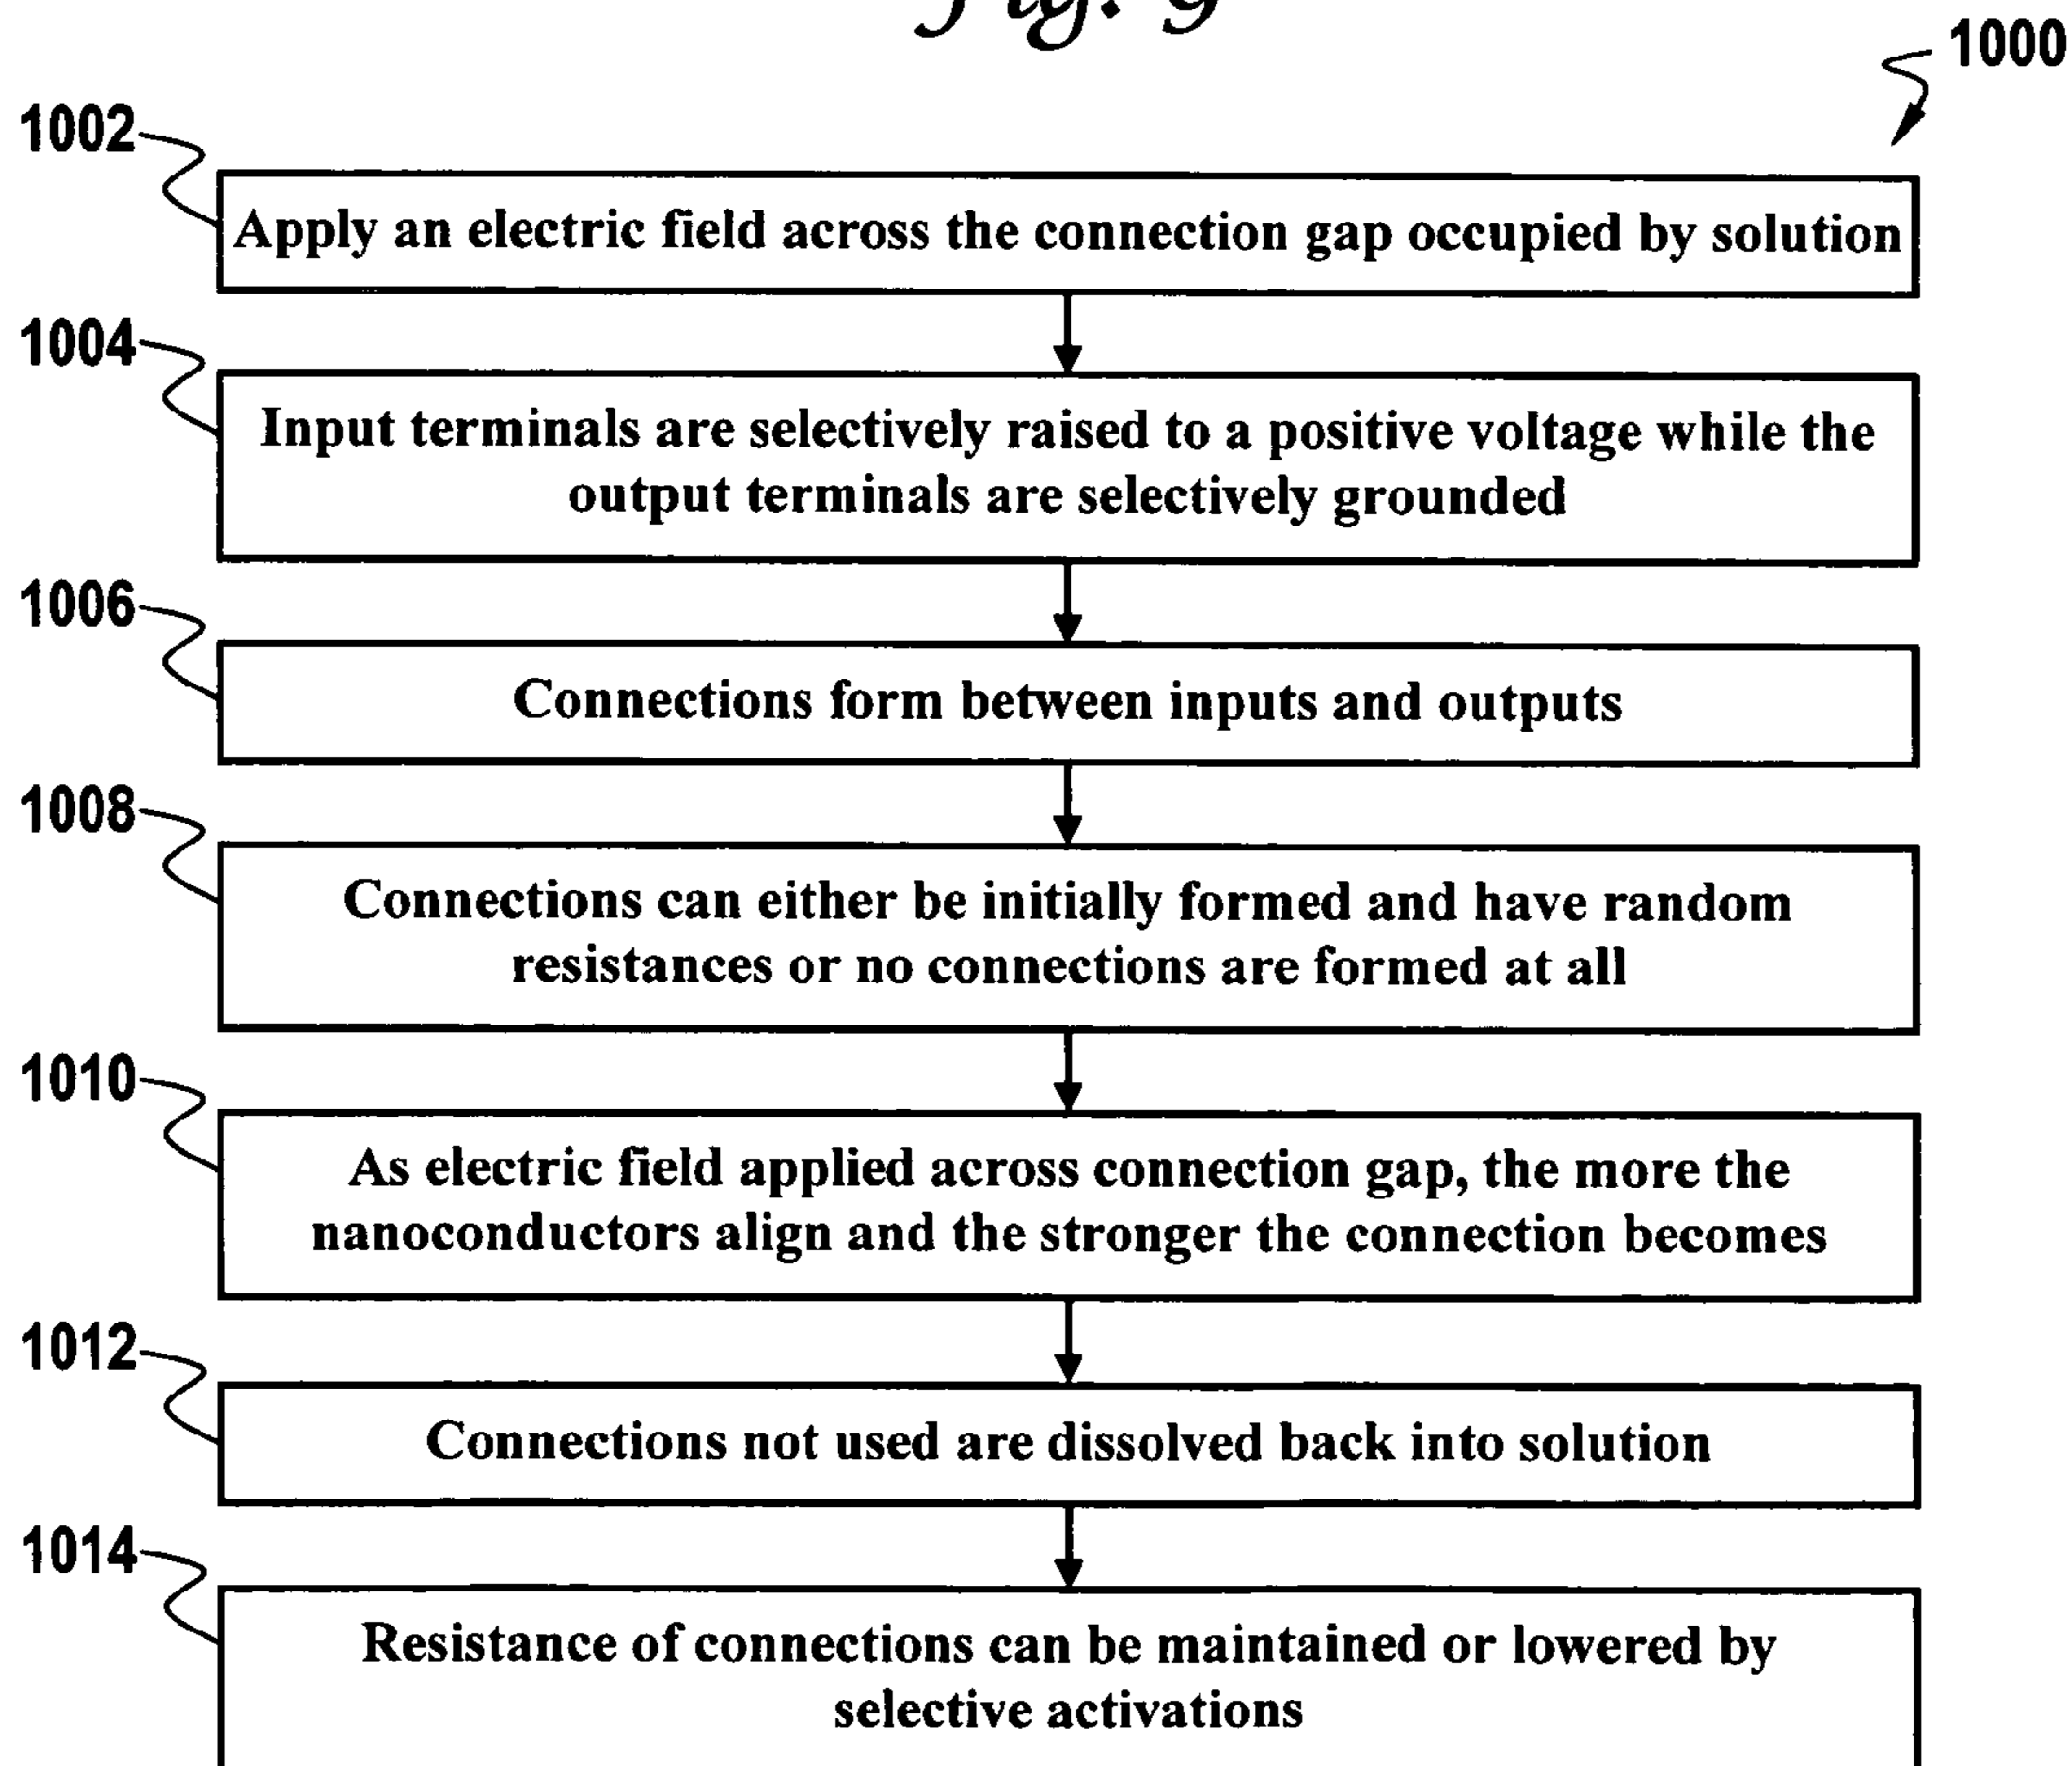 Fig. 9
1000
1002
Apply an electric field across the connection gap occupied by solution
1004
Input terminals are selectively raised to a positive voltage while the
output terminals are selectively grounded
1006
Connections form between inputs and outputs
1008
Connections can either be initially formed and have random
resistances or no connections are formed at all
1010
As electric field applied across connection gap, the more the
nanoconductors align and the stronger the connection becomes
1012
Connections not used are dissolved back into solution
1014
Resistance of connections can be maintained or lowered by
selective activations